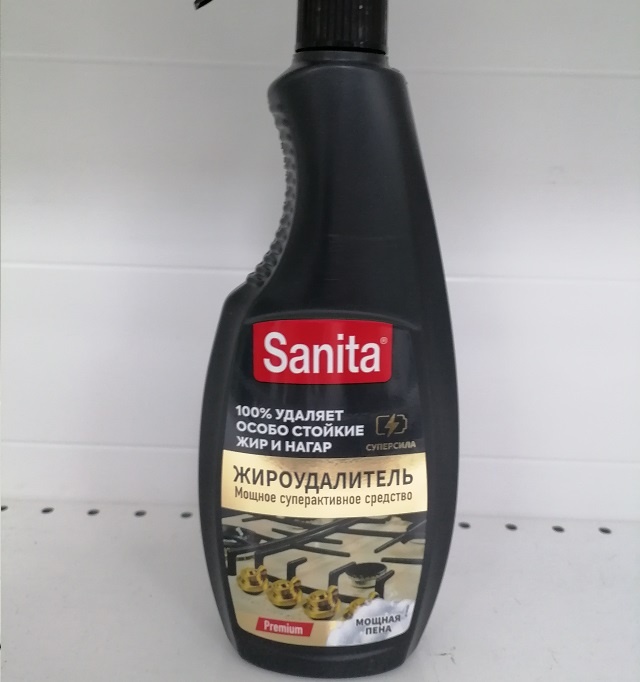 Sanita®
100% УДАЛЯЕТ
ОСОБО СТОЙКИЕ
ЖИР И НАГАР
СУПЕРСИЛА
ЖИРОУДАЛИТЕЛЬ
Мощное суперактивное средство
Premium
МОЩНАЯ
ПЕНА